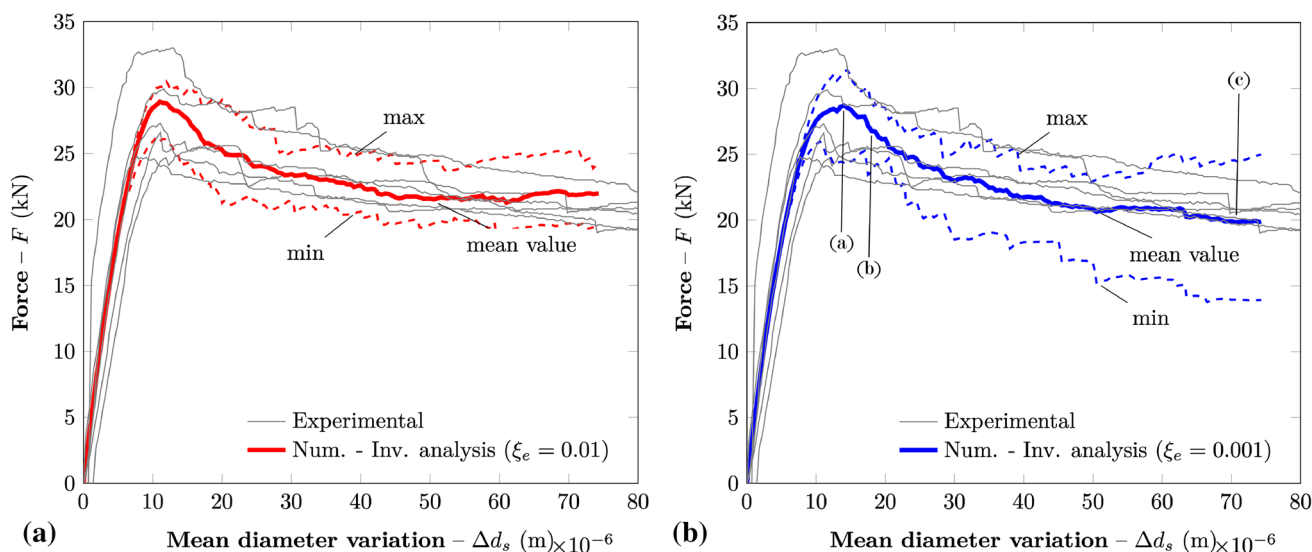 35
30
25
20
15
10
5
0
Force – F (kN)
max
min
mean value
Experimental
Num. - Inv. analysis (ξe = 0.01)
0 10 20 30 40 50 60 70 80
(a)
Mean diameter variation – Δds (m)×10⁻⁶
35
30
25
20
15
10
5
0
Force – F (kN)
(c)
max
(a)
(b)
mean value
min
Experimental
Num. - Inv. analysis (ξe = 0.001)
0 10 20 30 40 50 60 70 80
(b)
Mean diameter variation – Δds (m)×10⁻⁶